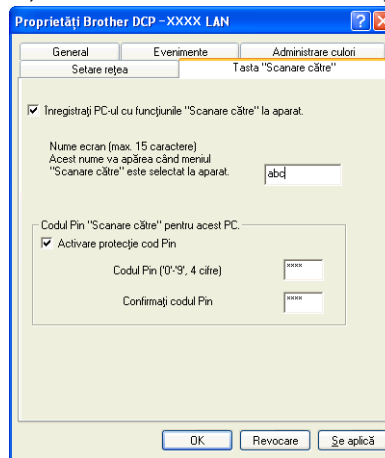 Proprietăți Brother DCP-XXXX LAN
General Evenimente Administrare culori
Setare rețea Tasta "Scanare către"
Înregistrați PC-ul cu funcțiunile "Scanare către" la aparat.
Nume ecran (max. 15 caractere)
Acest nume va apărea când meniul
"Scanare către" este selectat la aparat.
abc
Codul Pin "Scanare către" pentru acest PC.
Activare protecție cod Pin
Codul Pin ('0'-'9', 4 cifre) ****
Confirmați codul Pin ****
OK Revocare Se aplică